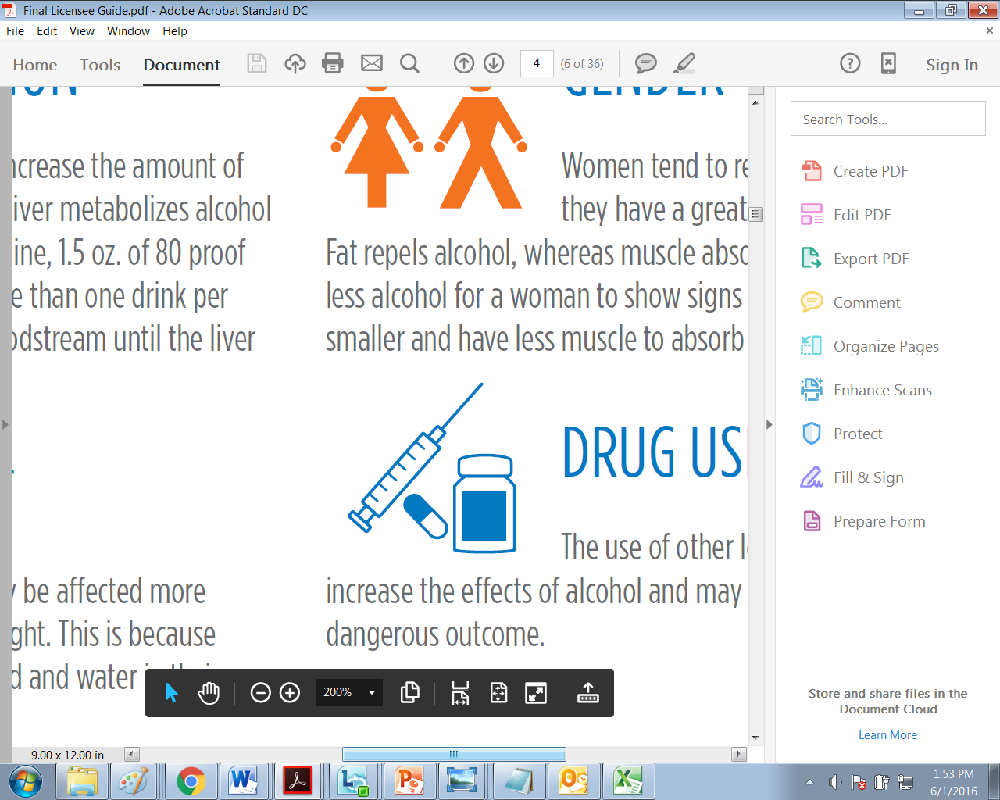 Final Licensee Guide.pdf - Adobe Acrobat Standard DC
File Edit View Window Help
Home Tools Document 4 (6 of 36) Sign In
GENDER
ncrease the amount of
iver metabolizes alcohol
ine, 1.5 oz. of 80 proof
e than one drink per
odstream until the liver
Women tend to re
they have a great
Fat repels alcohol, whereas muscle abso
less alcohol for a woman to show signs
smaller and have less muscle to absorb
DRUG US
The use of other l
increase the effects of alcohol and may
dangerous outcome.
y be affected more
ght. This is because
d and water
200%
9.00 x 12.00 in
Search Tools...
Create PDF
Edit PDF
Export PDF
Comment
Organize Pages
Enhance Scans
Protect
Fill & Sign
Prepare Form
Store and share files in the
Document Cloud
Learn More
1:53 PM
6/1/2016